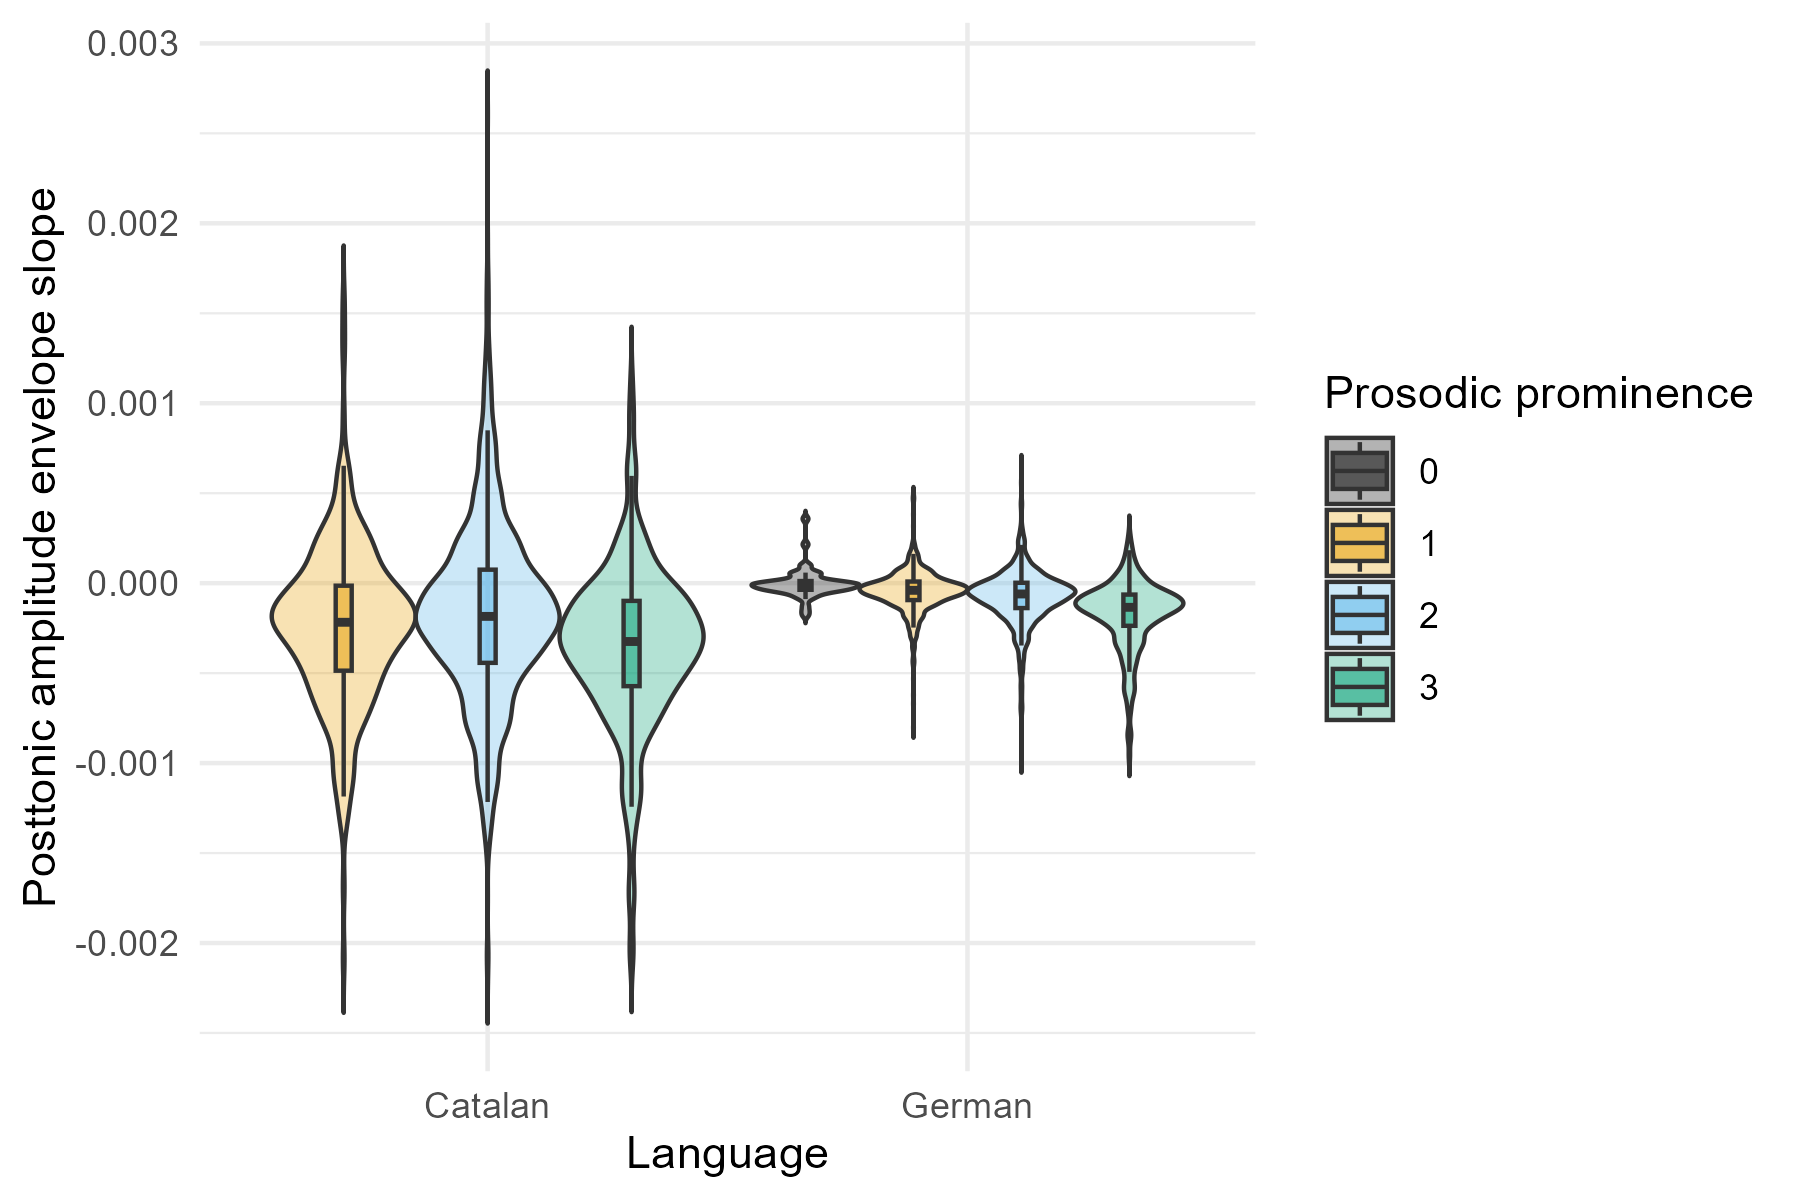 Posttonic amplitude envelope slope
0.003
0.002
0.001
0.000
-0.001
-0.002
Catalan
German
Language
Prosodic prominence
0
1
2
3